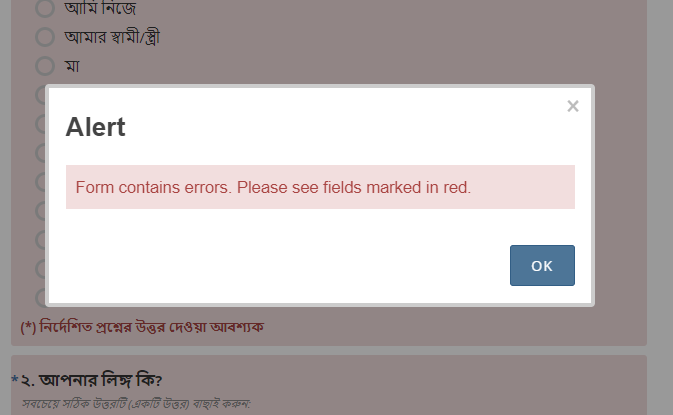 আমি নিজে
আমার স্বামী/স্ত্রী
মা
×
Alert
Form contains errors. Please see fields marked in red.
OK
(*) নির্দেশিত প্রশ্নের উত্তর দেওয়া আবশ্যক
*২. আপনার লিঙ্গ কি?
সবচেয়ে সঠিক উত্তরটি (একটি উত্তর) বাছাই করুন: